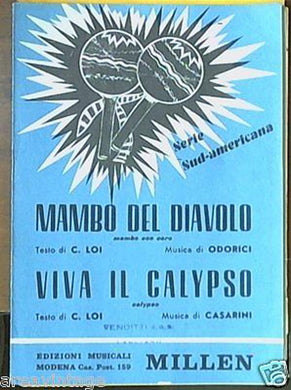 Serie
Sud-americana
MAMBO DEL DIAVOLO
mambo con coro
Testo di C. LOI Musica di ODORICI
VIVA IL CALYPSO
calypso
Testo di C. LOI Musica di CASARINI
EDIZIONI MUSICALI
MODENA Cas. Post. 159 MILLEN